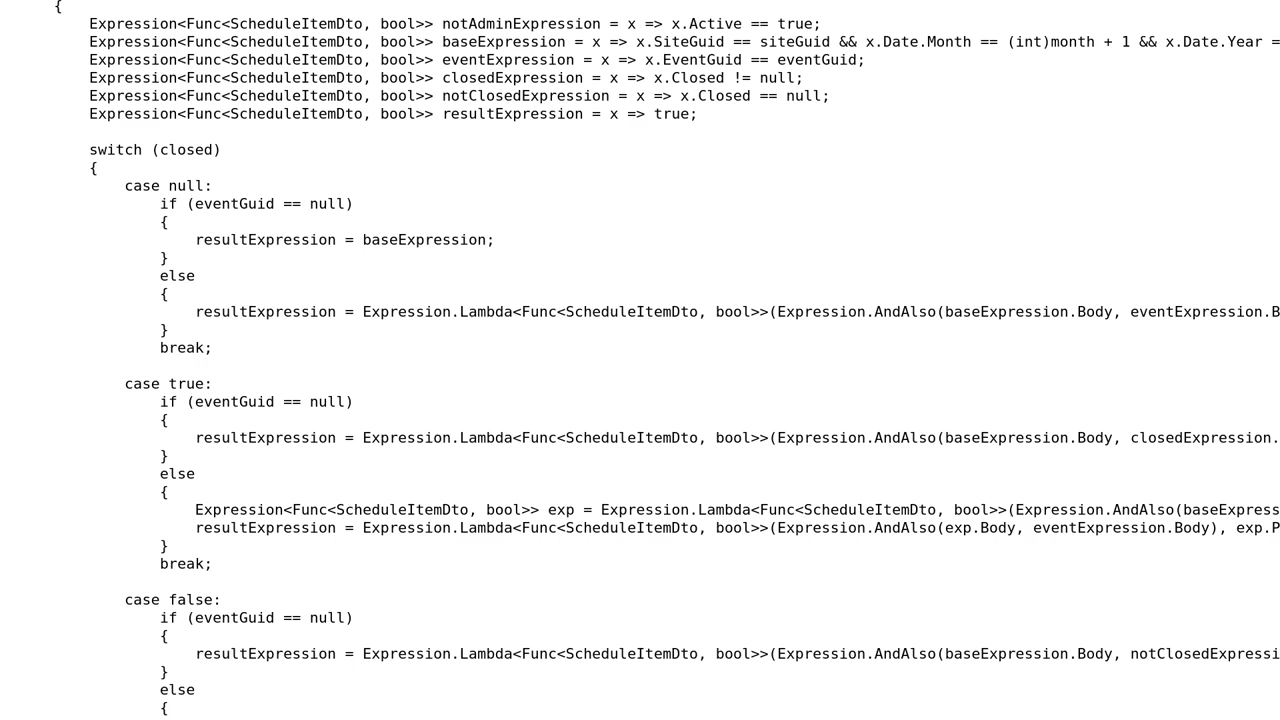 {
Expression<Func<ScheduleItemDto, bool>> notAdminExpression = x => x.Active == true;
Expression<Func<ScheduleItemDto, bool>> baseExpression = x => x.SiteGuid == siteGuid && x.Date.Month == (int)month + 1 && x.Date.Year =
Expression<Func<ScheduleItemDto, bool>> eventExpression = x => x.EventGuid == eventGuid;
Expression<Func<ScheduleItemDto, bool>> closedExpression = x => x.Closed != null;
Expression<Func<ScheduleItemDto, bool>> notClosedExpression = x => x.Closed == null;
Expression<Func<ScheduleItemDto, bool>> resultExpression = x => true;
switch (closed)
{
case null:
if (eventGuid == null)
{
resultExpression = baseExpression;
}
else
{
resultExpression = Expression.Lambda<Func<ScheduleItemDto, bool>>(Expression.AndAlso(baseExpression.Body, eventExpression.B
}
break;
case true:
if (eventGuid == null)
{
resultExpression = Expression.Lambda<Func<ScheduleItemDto, bool>>(Expression.AndAlso(baseExpression.Body, closedExpression.
}
else
{
Expression<Func<ScheduleItemDto, bool>> exp = Expression.Lambda<Func<ScheduleItemDto, bool>>(Expression.AndAlso(baseExpress
resultExpression = Expression.Lambda<Func<ScheduleItemDto, bool>>(Expression.AndAlso(exp.Body, eventExpression.Body), exp.P
}
break;
case false:
if (eventGuid == null)
{
resultExpression = Expression.Lambda<Func<ScheduleItemDto, bool>>(Expression.AndAlso(baseExpression.Body, notClosedExpressi
}
else
{